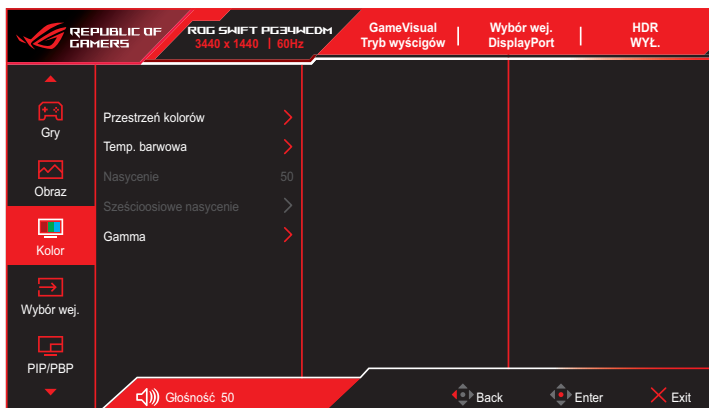 REPUBLIC OF
GAMERS
ROG SWIFT PG34WCDM
3440 x 1440 | 60Hz
GameVisual
Tryb wyścigów
Wybór wej.
DisplayPort
HDR
WYŁ.
Gry
Obraz
Kolor
Wybór wej.
PIP/PBP
Przestrzeń kolorów
Temp. barwowa
Nasycenie 50
Sześcioosiowe nasycenie
Gamma
Głośność 50
Back
Enter
Exit